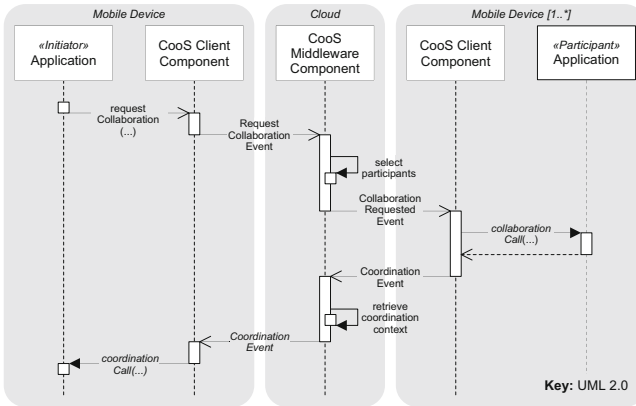 Mobile Device
Cloud
Mobile Device [1..*]
«Initiator»
Application
CooS Client
Component
CooS
Middleware
Component
CooS Client
Component
«Participant»
Application
request
Collaboration
(...)
Request
Collaboration
Event
select
participants
Collaboration
Requested
Event
collaboration
Call(...)
Coordination
Event
retrieve
coordination
context
Coordination
Event
coordination
Call(...)
Key: UML 2.0